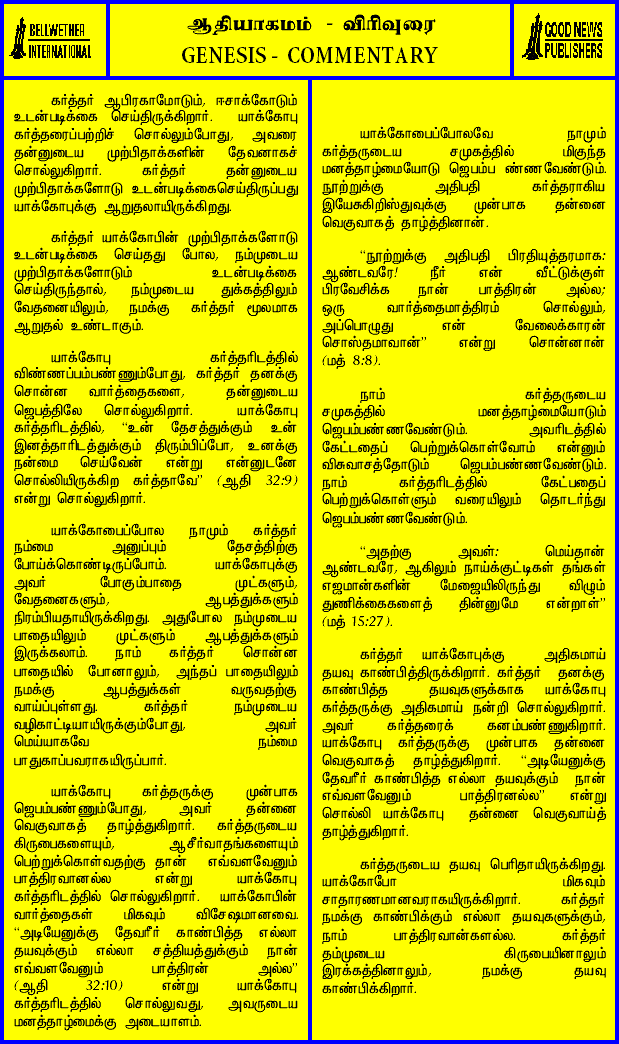 BELLWETHER
INTERNATIONAL
ஆதியாகமம் - விரிவுரை
GENESIS - COMMENTARY
GOOD NEWS
PUBLISHERS
கர்த்தர் ஆபிரகாமோடும், ஈசாக்கோடும்
உடன்படிக்கை செய்திருக்கிறார். யாக்கோபு
கர்த்தரைப்பற்றிச் சொல்லும்போது, அவரை
தன்னுடைய முற்பிதாக்களின் தேவனாகச்
சொல்லுகிறார். கர்த்தர் தன்னுடைய
முற்பிதாக்களோடு உடன்படிக்கைசெய்திருப்பது
யாக்கோபுக்கு ஆறுதலாயிருக்கிறது.
கர்த்தர் யாக்கோபின் முற்பிதாக்களோடு
உடன்படிக்கை செய்தது போல, நம்முடைய
முற்பிதாக்களோடும் உடன்படிக்கை
செய்திருந்தால், நம்முடைய துக்கத்திலும்
வேதனையிலும், நமக்கு கர்த்தர் மூலமாக
ஆறுதல் உண்டாகும்.
யாக்கோபு கர்த்தரிடத்தில்
விண்ணப்பம்பண்ணும்போது, கர்த்தர் தனக்கு
சொன்ன வார்த்தைகளை, தன்னுடைய
ஜெபத்திலே சொல்லுகிறார். யாக்கோபு
கர்த்தரிடத்தில், “உன் தேசத்துக்கும் உன்
இனத்தாரிடத்துக்கும் திரும்பிப்போ, உனக்கு
நன்மை செய்வேன் என்று என்னுடனே
சொல்லியிருக்கிற கர்த்தாவே” (ஆதி 32:9)
என்று சொல்லுகிறார்.
யாக்கோபைப்போல நாமும் கர்த்தர்
நம்மை அனுப்பும் தேசத்திற்கு
போய்க்கொண்டிருப்போம். யாக்கோபுக்கு
அவர் போகும்பாதை முட்களும்,
வேதனைகளும், ஆபத்துக்களும்
நிரம்பியதாயிருக்கிறது. அதுபோல நம்முடைய
பாதையிலும் முட்களும் ஆபத்துக்களும்
இருக்கலாம். நாம் கர்த்தர் சொன்ன
பாதையில் போனாலும், அந்தப் பாதையிலும்
நமக்கு ஆபத்துக்கள் வருவதற்கு
வாய்ப்புள்ளது. கர்த்தர் நம்முடைய
வழிகாட்டியாயிருக்கும்போது, அவர்
மெய்யாகவே நம்மை
பாதுகாப்பவராகயிருப்பார்.
யாக்கோபு கர்த்தருக்கு முன்பாக
ஜெபம்பண்ணும்போது, அவர் தன்னை
வெகுவாகத் தாழ்த்துகிறார். கர்த்தருடைய
கிருபைகளையும், ஆசீர்வாதங்களையும்
பெற்றுக்கொள்வதற்கு தான் எவ்வளவேனும்
பாத்திரவானல்ல என்று யாக்கோபு
கர்த்தரிடத்தில் சொல்லுகிறார். யாக்கோபின்
வார்த்தைகள் மிகவும் விசேஷமானவை.
“அடியேனுக்கு தேவரீர் காண்பித்த எல்லா
தயவுக்கும் எல்லா சத்தியத்துக்கும் நான்
எவ்வளவேனும் பாத்திரன் அல்ல”
(ஆதி 32:10) என்று யாக்கோபு
கர்த்தரிடத்தில் சொல்லுவது, அவருடைய
மனத்தாழ்மைக்கு அடையாளம்.
யாக்கோபைப்போலவே நாமும்
கர்த்தருடைய சமுகத்தில் மிகுந்த
மனத்தாழ்மையோடு ஜெபம்ப ண்ணவேண்டும்.
நூற்றுக்கு அதிபதி கர்த்தராகிய
இயேசுகிறிஸ்துவுக்கு முன்பாக தன்னை
வெகுவாகத் தாழ்த்தினான்.
“நூற்றுக்கு அதிபதி பிரதியுத்தரமாக:
ஆண்டவரே! நீர் என் வீட்டுக்குள்
பிரவேசிக்க நான் பாத்திரன் அல்ல;
ஒரு வார்த்தைமாத்திரம் சொல்லும்,
அப்பொழுது என் வேலைக்காரன்
சொஸ்தமாவான்” என்று சொன்னான்
(மத் 8:8).
நாம் கர்த்தருடைய
சமுகத்தில் மனத்தாழ்மையோடும்
ஜெபம்பண்ணவேண்டும். அவரிடத்தில்
கேட்டதைப் பெற்றுக்கொள்வோம் என்னும்
விசுவாசத்தோடும் ஜெபம்பண்ணவேண்டும்.
நாம் கர்த்தரிடத்தில் கேட்பதைப்
பெற்றுக்கொள்ளும் வரையிலும் தொடர்ந்து
ஜெபம்பண்ணவேண்டும்.
“அதற்கு அவள்: மெய்தான்
ஆண்டவரே, ஆகிலும் நாய்க்குட்டிகள் தங்கள்
எஜமான்களின் மேஜையிலிருந்து விழும்
துணிக்கைகளைத் தின்னுமே என்றாள்”
(மத் 15:27).
கர்த்தர் யாக்கோபுக்கு அதிகமாய்
தயவு காண்பித்திருக்கிறார். கர்த்தர் தனக்கு
காண்பித்த தயவுகளுக்காக யாக்கோபு
கர்த்தருக்கு அதிகமாய் நன்றி சொல்லுகிறார்.
அவர் கர்த்தரைக் கனம்பண்ணுகிறார்.
யாக்கோபு கர்த்தருக்கு முன்பாக தன்னை
வெகுவாகத் தாழ்த்துகிறார். “அடியேனுக்கு
தேவரீர் காண்பித்த எல்லா தயவுக்கும் நான்
எவ்வளவேனும் பாத்திரனல்ல” என்று
சொல்லி யாக்கோபு தன்னை வெகுவாய்த்
தாழ்த்துகிறார்.
கர்த்தருடைய தயவு பெரிதாயிருக்கிறது.
யாக்கோபோ மிகவும்
சாதாரணமானவராகயிருக்கிறார். கர்த்தர்
நமக்கு காண்பிக்கும் எல்லா தயவுகளுக்கும்,
நாம் பாத்திரவான்களல்ல. கர்த்தர்
தம்முடைய கிருபையினாலும்
இரக்கத்தினாலும், நமக்கு தயவு
காண்பிக்கிறார்.